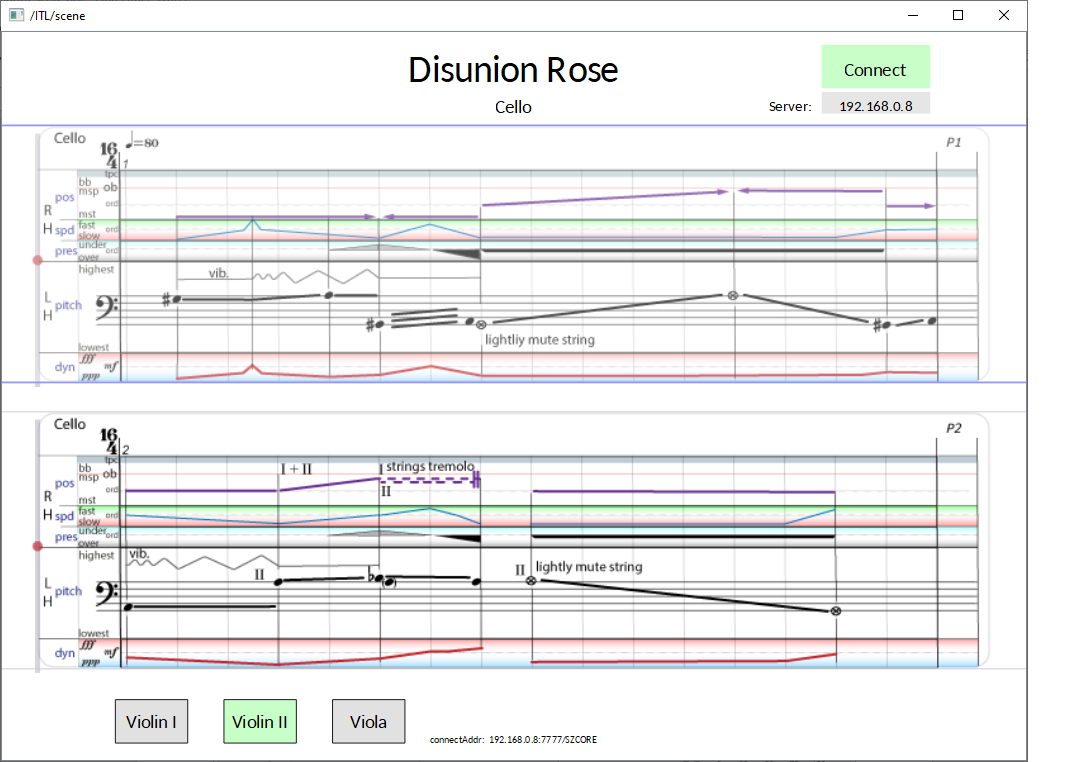 /ITL/scene
Disunion Rose
Connect
Cello
Server: 192.168.0.8
Cello
16
4
=80
P1
1
tpc
bb
msp ob
pos
ord
R
mst
H spd fast
slow
under
pres ord
over
highest
vib.
L
pitch
H
lightliy mute string
lowest
fff
dyn mf
ppp
Cello
16
4
P2
2
tpc
bb
msp ob
I + II
I strings tremolo
pos
ord
II
R
mst
H spd fast
slow
under
pres ord
over
highest
vib.
II
II lightly mute string
L
pitch
H
lowest
fff
dyn mf
ppp
Violin I
Violin II
Viola
connectAddr: 192.168.0.8:7777/SZCORE